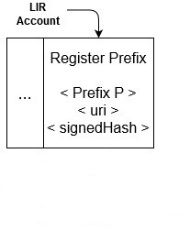 LIR
Account
Register Prefix
...
< Prefix P >
< uri >
< signedHash >